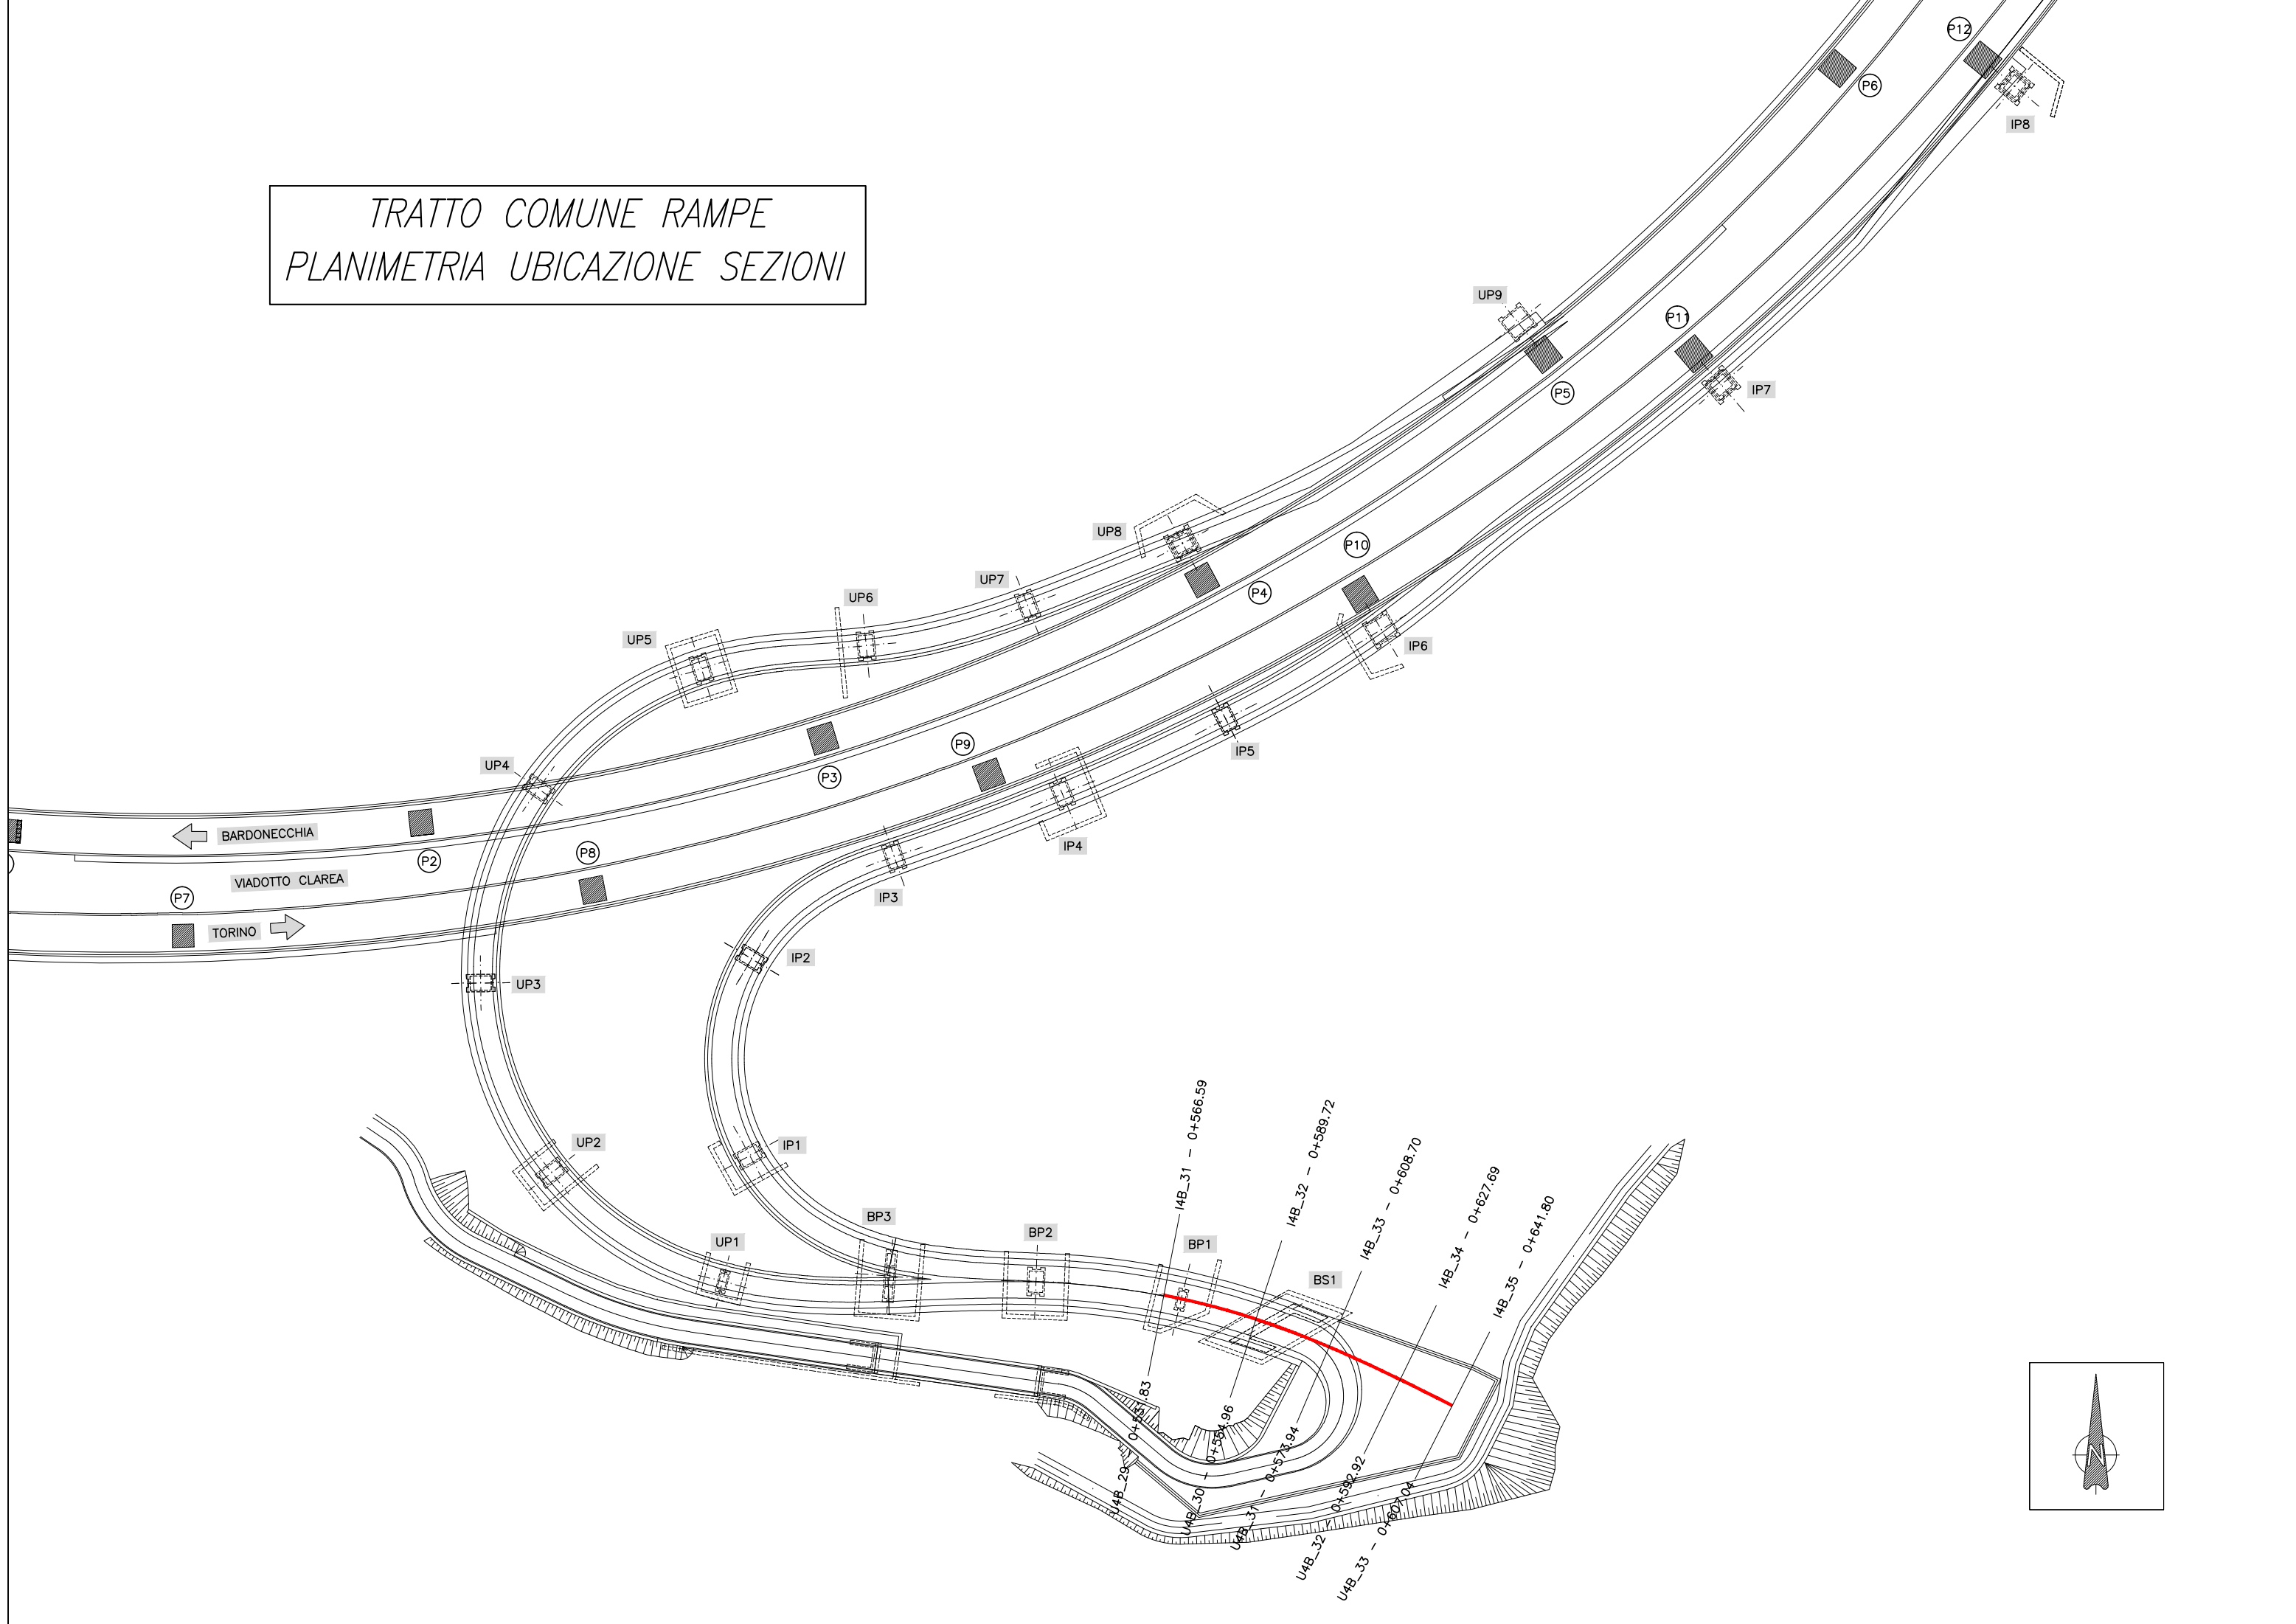 TRATTO COMUNE RAMPE
PLANIMETRIA UBICAZIONE SEZIONI
P12
P6
IP8
UP9
P11
P5
IP7
UP8
P10
UP7
P4
UP6
UP5
IP6
P9
IP5
UP4
P3
BARDONECCHIA
IP4
P8
P2
VIADOTTO CLAREA
P7
IP3
TORINO
IP2
UP3
UP2
IP1
BP3
UP1
BP2
BP1
BS1
I4B_31 - 0+566.59
I4B_32 - 0+589.72
I4B_33 - 0+608.70
I4B_34 - 0+627.69
I4B_35 - 0+641.80
U4B_29 - 0+531.83
U4B_30 - 0+554.96
U4B_31 - 0+573.94
U4B_32 - 0+592.92
U4B_33 - 0+607.04
N